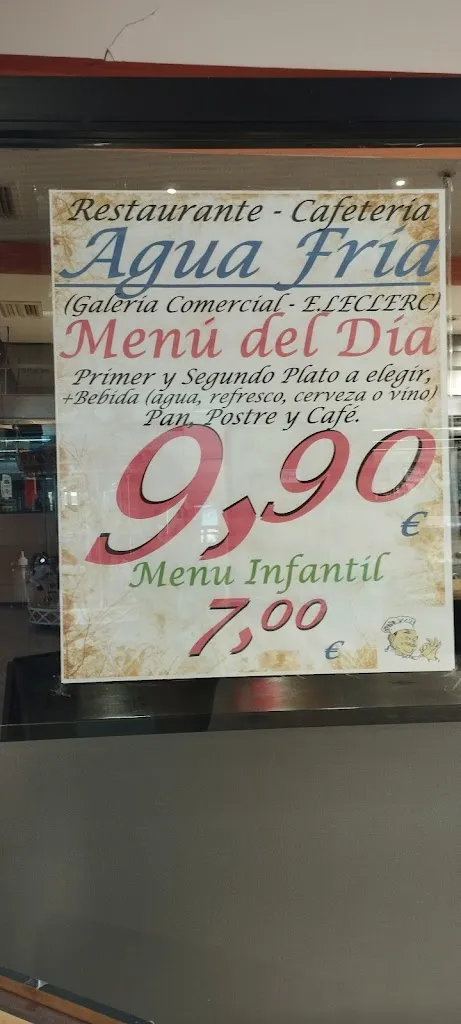 Restaurante - Cafetería
Agua Fría
(Galería Comercial - E.LECLERC)
Menú del Día
Primer y Segundo Plato a elegir,
+Bebida (agua, refresco, cerveza o vino)
Pan, Postre y Café.
9,90
€
Menu Infantíl
7,00
€